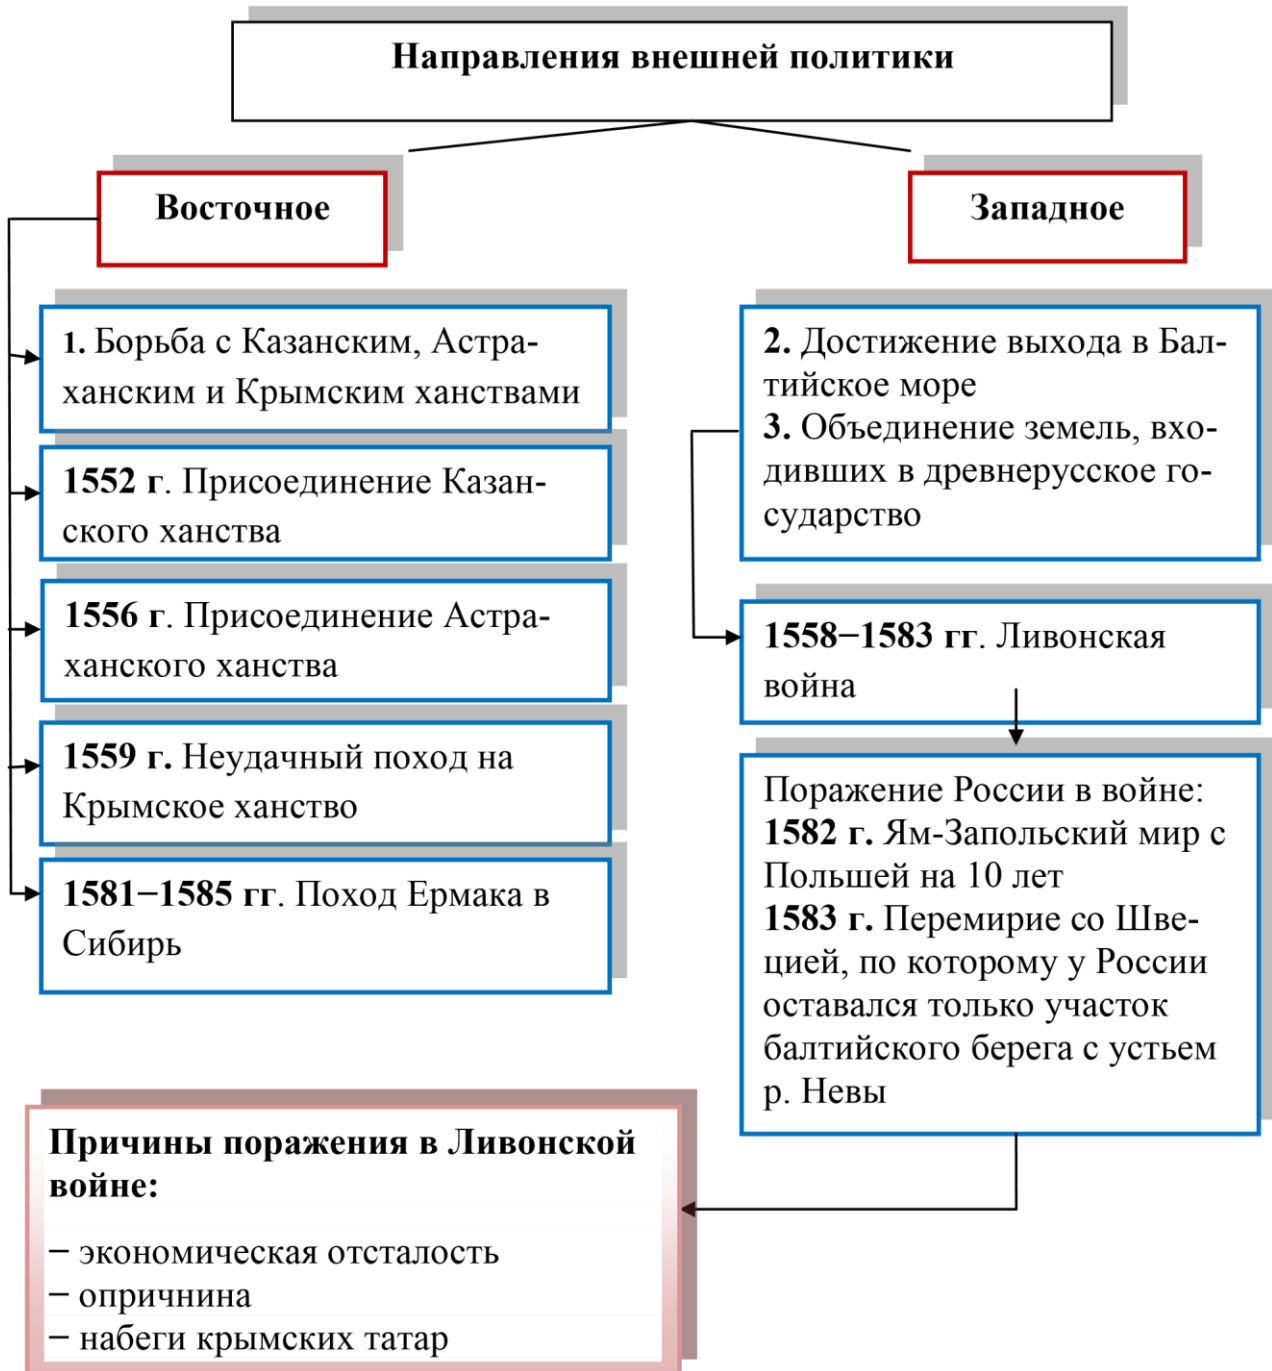 Направления внешней политики
Восточное
1. Борьба с Казанским, Астра-
ханским и Крымским ханствами
1552 г. Присоединение Казан-
ского ханства
1556 г. Присоединение Астра-
ханского ханства
1559 г. Неудачный поход на
Крымское ханство
1581–1585 гг. Поход Ермака в
Сибирь
Западное
2. Достижение выхода в Бал-
тийское море
3. Объединение земель, вхо-
дивших в древнерусское го-
сударство
1558–1583 гг. Ливонская
война
Поражение России в войне:
1582 г. Ям-Запольский мир с
Польшей на 10 лет
1583 г. Перемирие со Шве-
цией, по которому у России
оставался только участок
балтийского берега с устьем
р. Невы
Причины поражения в Ливонской
войне:
– экономическая отсталость
– опричнина
– набеги крымских татар